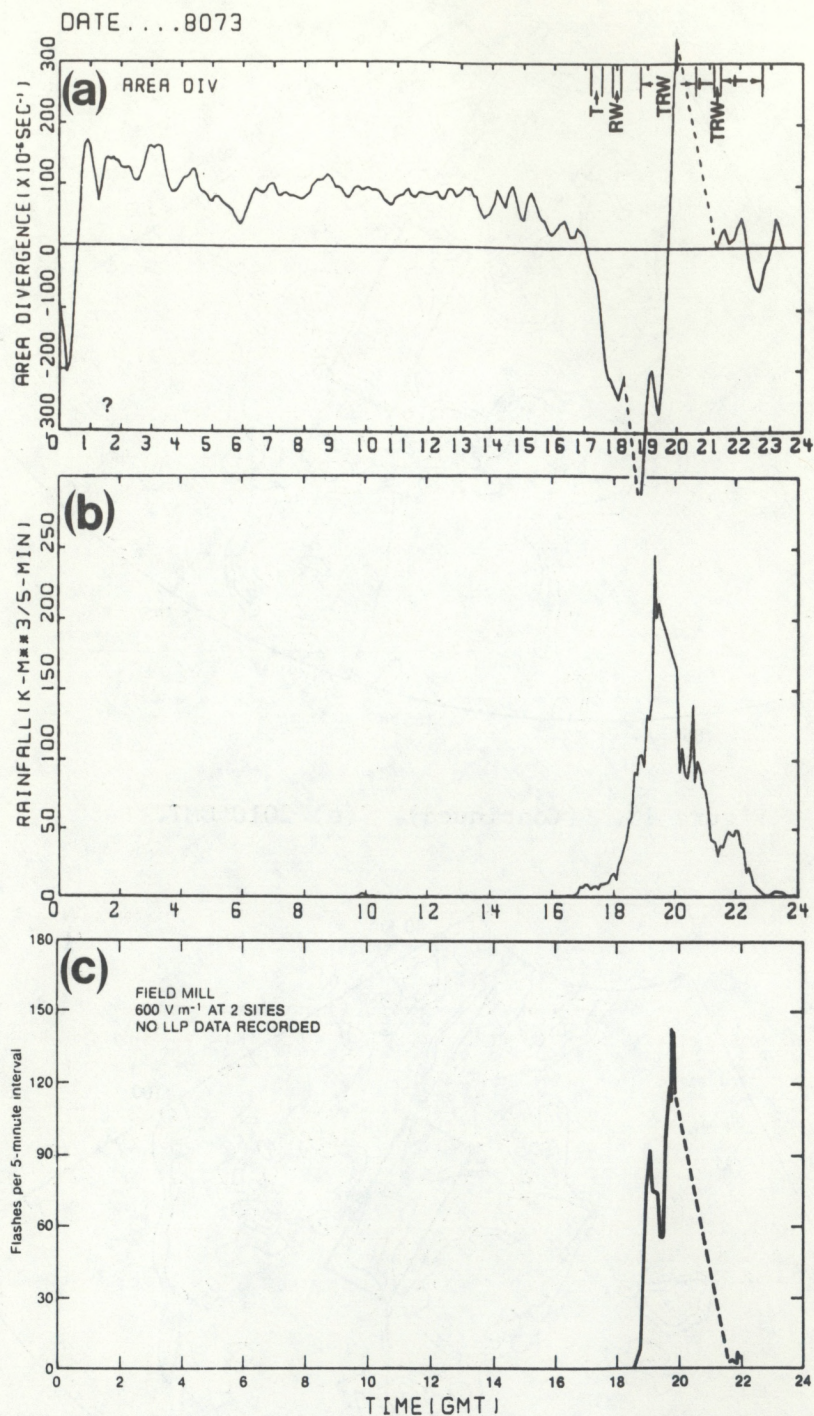 DATE....8073
(a) AREA DIV
AREA DIVERGENCE(X10⁻⁶SEC⁻¹)
300
200
100
0
-100
-200
-300
T
RW
TRW
T
TRW
T
?
0 1 2 3 4 5 6 7 8 9 10 11 12 13 14 15 16 17 18 19 20 21 22 23 24
(b)
RAINFALL(K-M**3/5-MIN)
250
200
150
100
50
0
0 2 4 6 8 10 12 14 16 18 20 22 24
(c)
FIELD MILL
600 V m⁻¹ AT 2 SITES
NO LLP DATA RECORDED
Flashes per 5-minute interval
180
150
120
90
60
30
0
0 2 4 6 8 10 12 14 16 18 20 22 24
TIME(GMT)